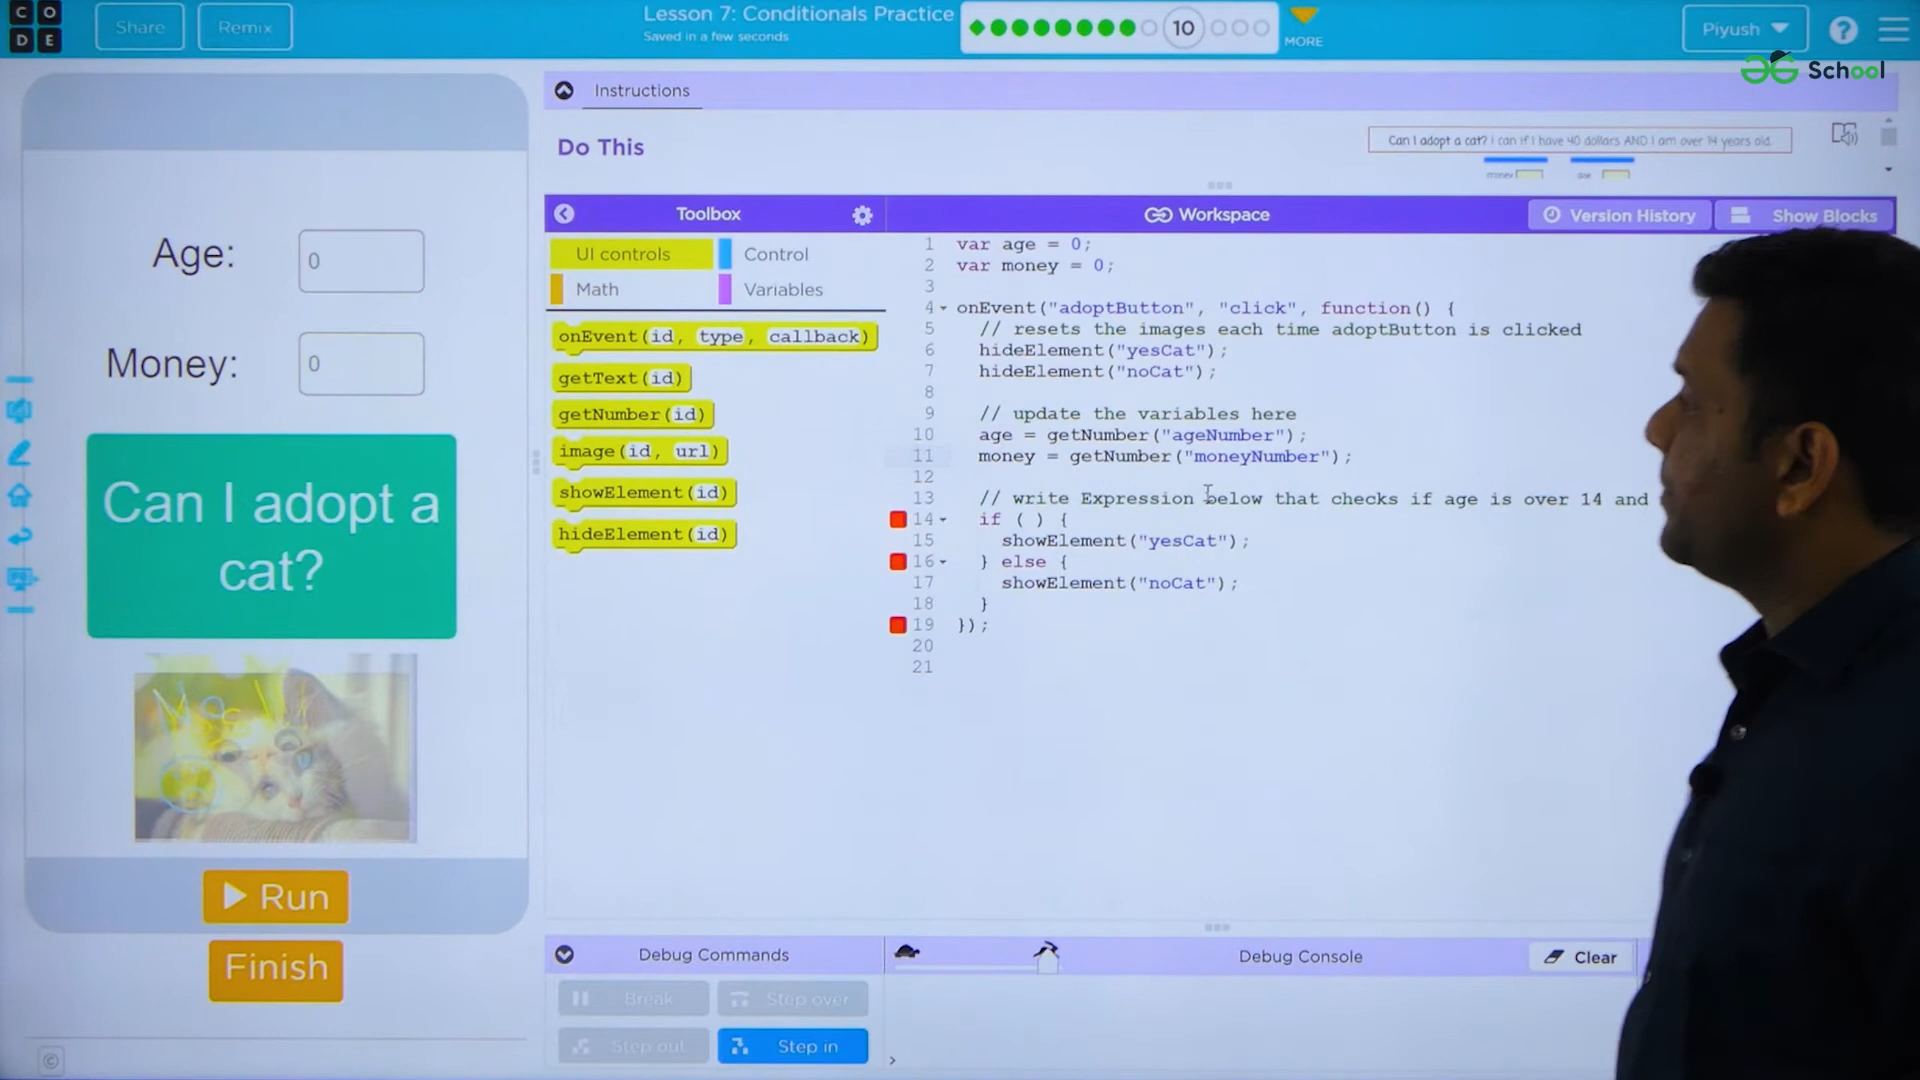 CODE
Share
Remix
Lesson 7: Conditionals Practice
Saved in a few seconds
10
MORE
Piyush
?
School
Instructions
Do This
Can I adopt a cat? I can if I have 40 dollars AND I am over 14 years old.
money
age
Toolbox
Workspace
Version History
Show Blocks
UI controls
Control
Math
Variables
onEvent(id, type, callback)
getText(id)
getNumber(id)
image(id, url)
showElement(id)
hideElement(id)
1 var age = 0;
2 var money = 0;
3
4 onEvent("adoptButton", "click", function() {
5 // resets the images each time adoptButton is clicked
6 hideElement("yesCat");
7 hideElement("noCat");
8
9 // update the variables here
10 age = getNumber("ageNumber");
11 money = getNumber("moneyNumber");
12
13 // write Expression below that checks if age is over 14 and
14 if ( ) {
15 showElement("yesCat");
16 } else {
17 showElement("noCat");
18 }
19 });
20
21
Age: 0
Money: 0
Can I adopt a
cat?
Run
Finish
Debug Commands
Debug Console
Clear
Break
Step over
Step out
Step in
>
©